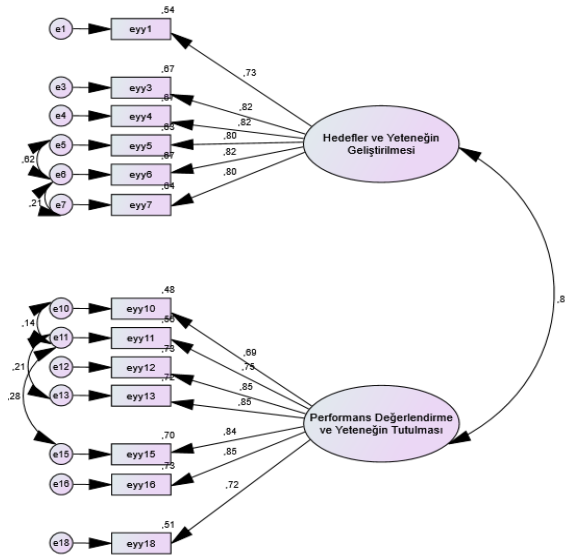 ,54
e1 eyy1
,73
,67
e3 eyy3
,82
e4 eyy4
,82
,63
e5 eyy5
,80
,62
,67
e6 eyy6
,82
,64
,21
e7 eyy7
,80
Hedefler ve Yeteneğin
Geliştirilmesi
,8
,48
e10 eyy10
,69
,14
,56
e11 eyy11
,75
,73
e12 eyy12
,85
,21
,72
e13 eyy13
,85
,28
Performans Değerlendirme
ve Yeteneğin Tutulması
,70
e15 eyy15
,84
,73
e16 eyy16
,85
,72
,51
e18 eyy18